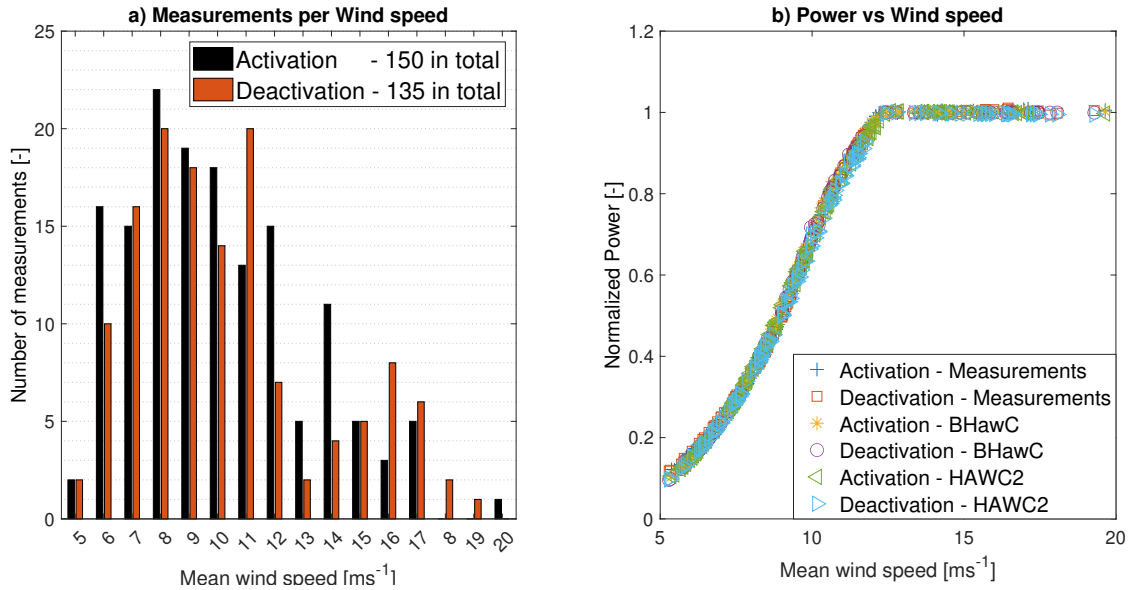 a) Measurements per Wind speed
25
20
15
10
5
0
Number of measurements [-]
Activation - 150 in total
Deactivation - 135 in total
5 6 7 8 9 10 11 12 13 14 15 16 17 8 19 20
Mean wind speed [ms-1]
b) Power vs Wind speed
1.2
1
0.8
0.6
0.4
0.2
0
Normalized Power [-]
Activation - Measurements
Deactivation - Measurements
Activation - BHawC
Deactivation - BHawC
Activation - HAWC2
Deactivation - HAWC2
5 10 15 20
Mean wind speed [ms-1]